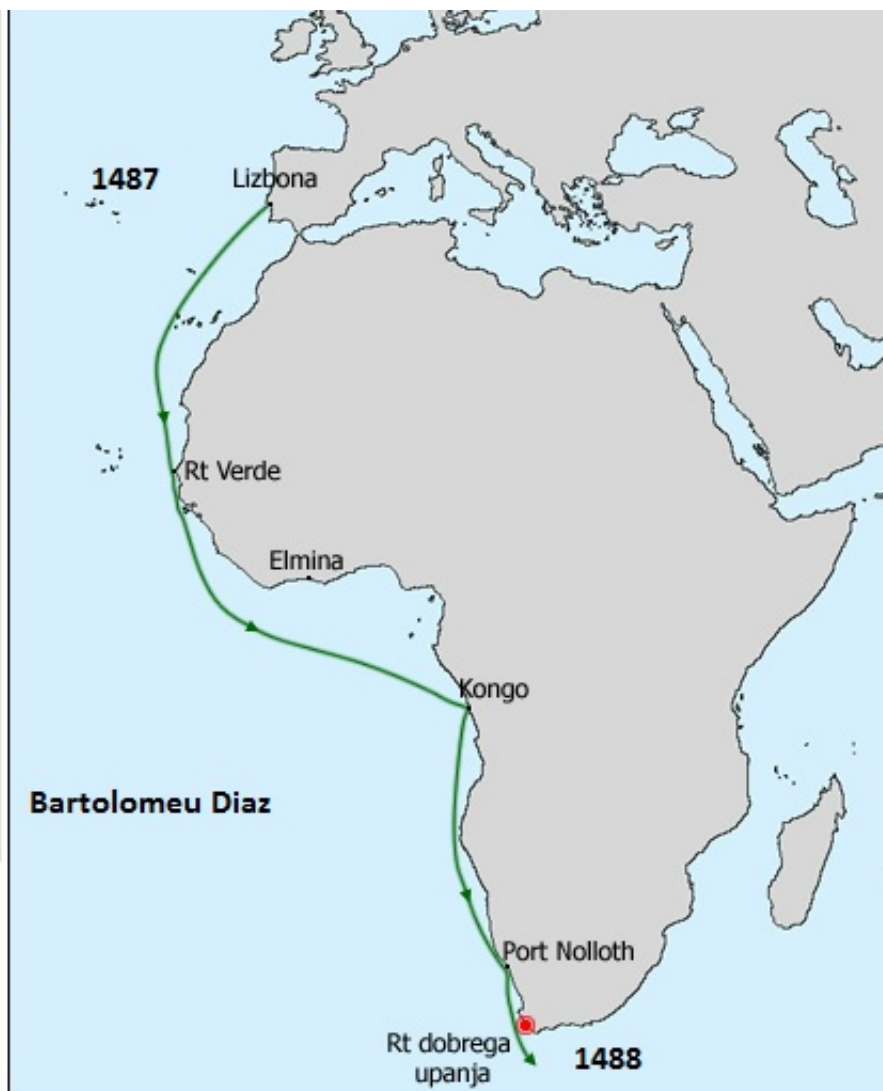 1487
Lizbona
Rt Verde
Elmina
Kongo
Bartolomeu Diaz
Port Nolloth
Rt dobrega
upanja
1488